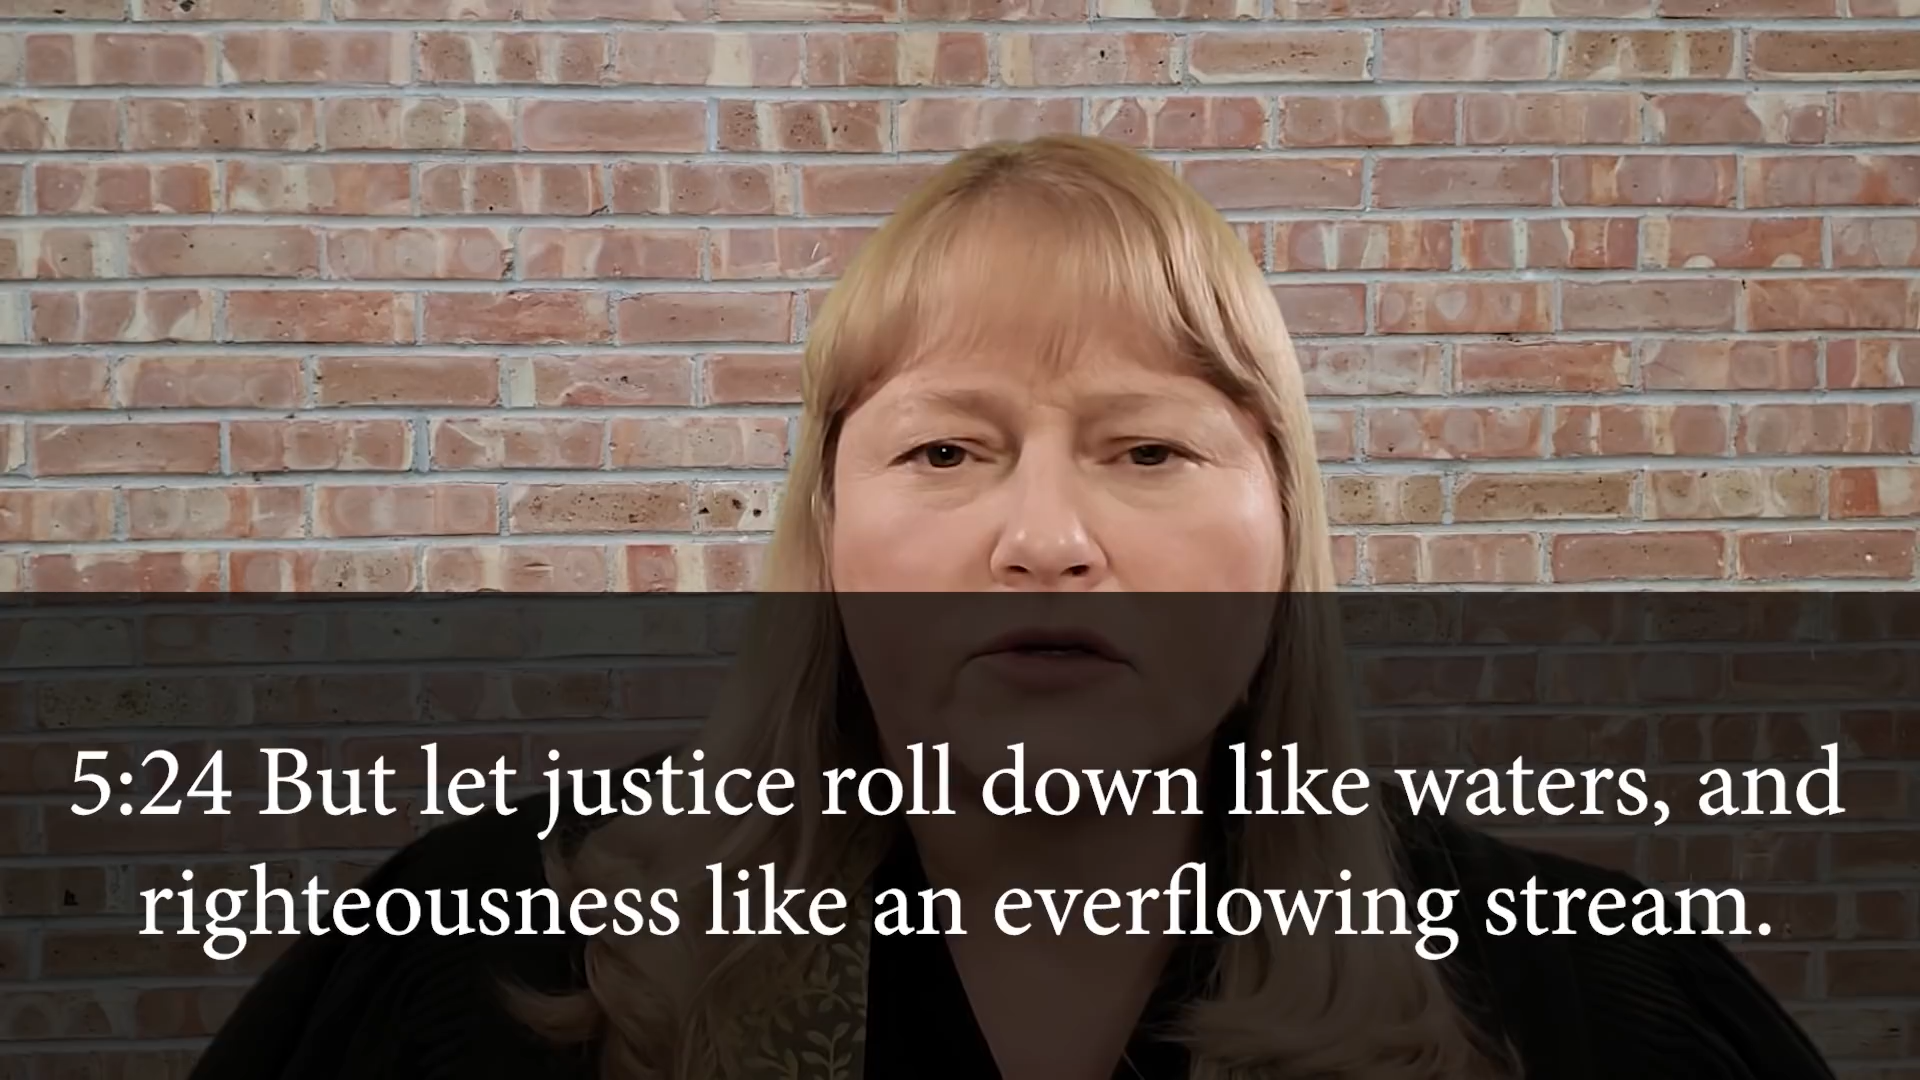 5:24 But let justice roll down like waters, and
righteousness like an everflowing stream.